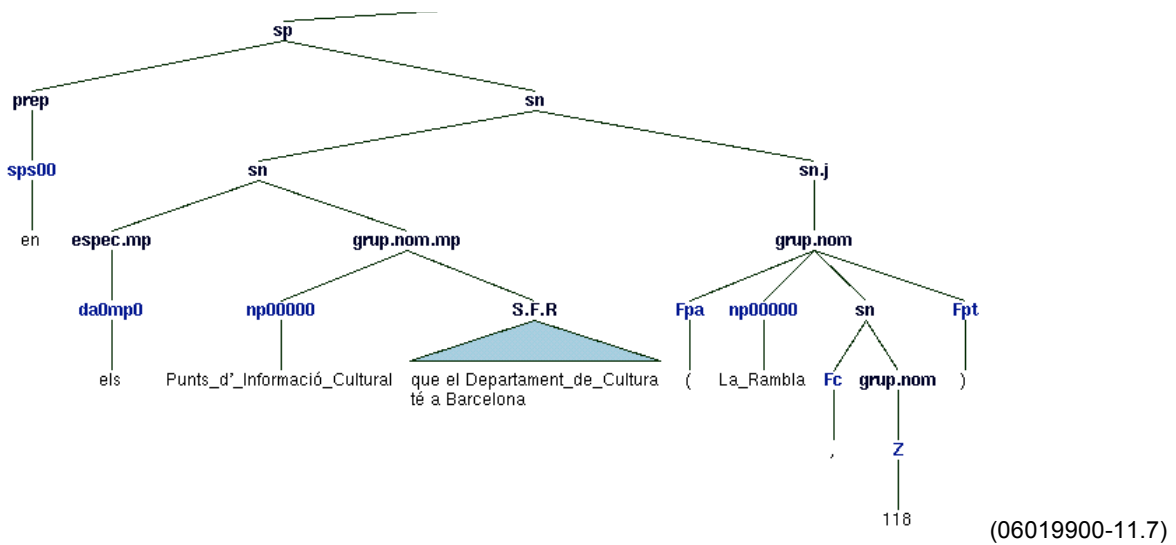 sp
prep sn
sps00 sn sn.j
en espec.mp grup.nom.mp grup.nom
da0mp0 np00000 S.F.R Fpa np00000 sn Fpt
els Punts_d'_Informació_Cultural que el Departament_de_Cultura ( La_Rambla Fc grup.nom )
té a Barcelona
, Z
118
(06019900-11.7)